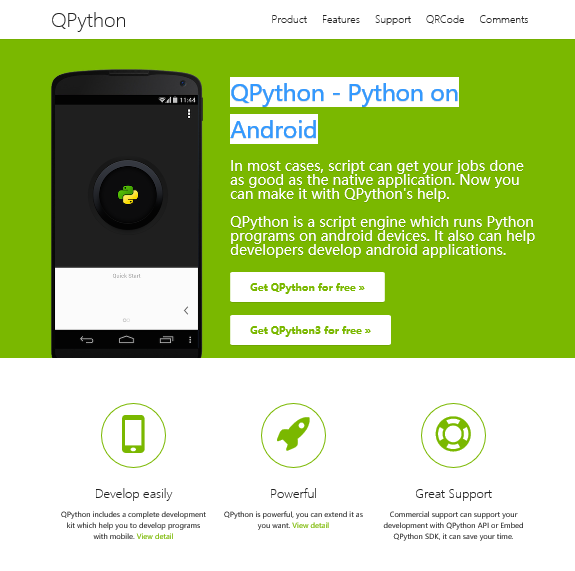 QPython
Product Features Support QRCode Comments
11:44
QPython - Python on
Android
In most cases, script can get your jobs done
as good as the native application. Now you
can make it with QPython's help.
QPython is a script engine which runs Python
programs on android devices. It also can help
developers develop android applications.
Quick Start
Get QPython for free »
Get QPython3 for free »
Develop easily
QPython includes a complete development
kit which help you to develop programs
with mobile. View detail
Powerful
QPython is powerful, you can extend it as
you want. View detail
Great Support
Commercial support can support your
development with QPython API or Embed
QPython SDK, it can save your time.